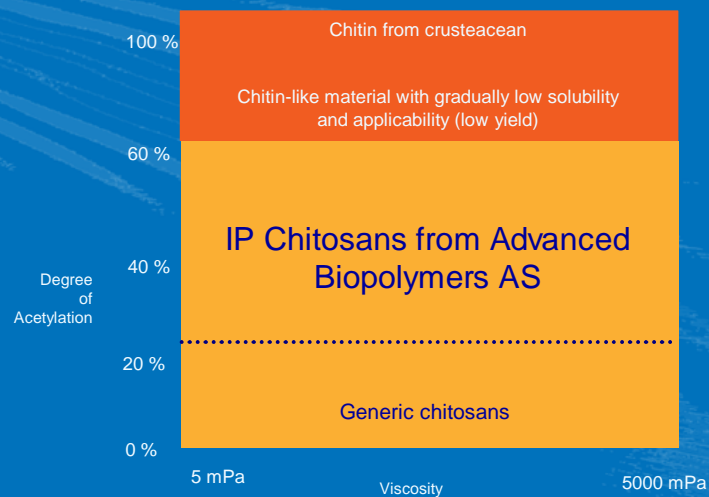 100 %
Chitin from crusteacean
Chitin-like material with gradually low solubility
and applicability (low yield)
60 %
IP Chitosans from Advanced
Biopolymers AS
40 %
Degree
of
Acetylation
20 %
Generic chitosans
0 %
5 mPa
Viscosity
5000 mPa